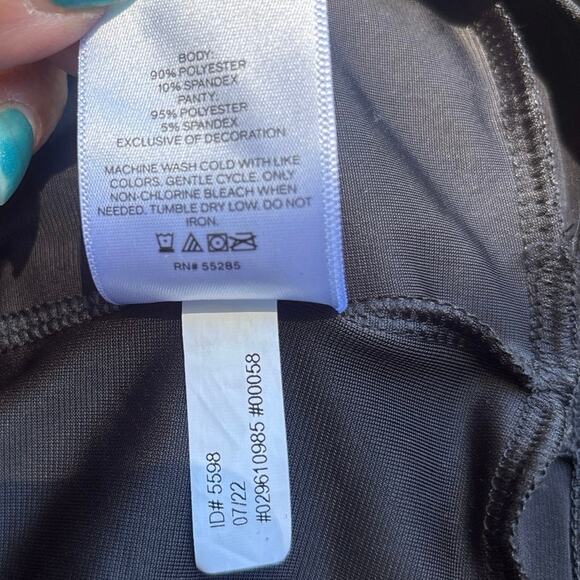 BODY:
90% POLYESTER
10% SPANDEX
PANTY:
95% POLYESTER
5% SPANDEX
EXCLUSIVE OF DECORATION
MACHINE WASH COLD WITH LIKE
COLORS. GENTLE CYCLE. ONLY
NON-CHLORINE BLEACH WHEN
NEEDED. TUMBLE DRY LOW. DO NOT
IRON.
RN# 55285
ID# 5598
07/22
#029610985 #00058